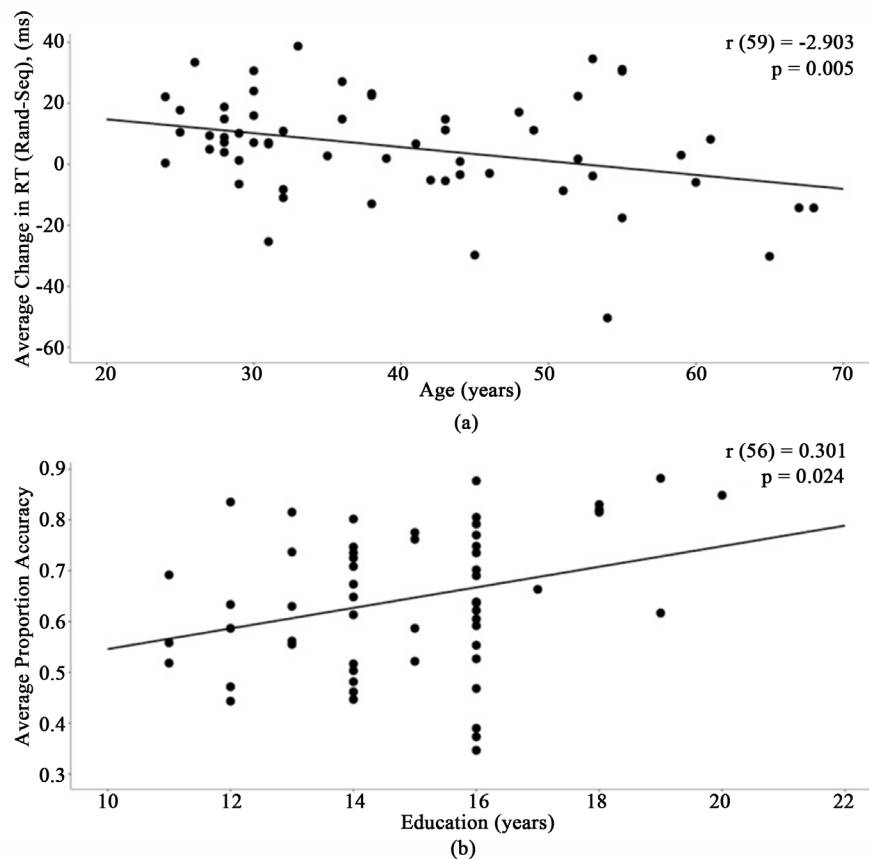 r (59) = -2.903
p = 0.005
Average Change in RT (Rand-Seq), (ms)
40
20
0
-20
-40
-60
20 30 40 50 60 70
Age (years)
(a)
r (56) = 0.301
p = 0.024
Average Proportion Accuracy
0.9
0.8
0.7
0.6
0.5
0.4
0.3
10 12 14 16 18 20 22
Education (years)
(b)